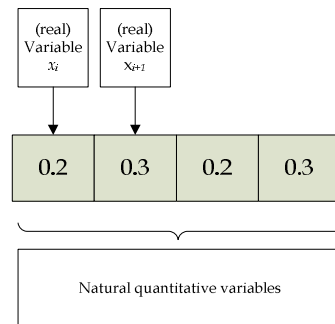 (real)
Variable
xᵢ
(real)
Variable
xᵢ₊₁
0.2 0.3 0.2 0.3
Natural quantitative variables